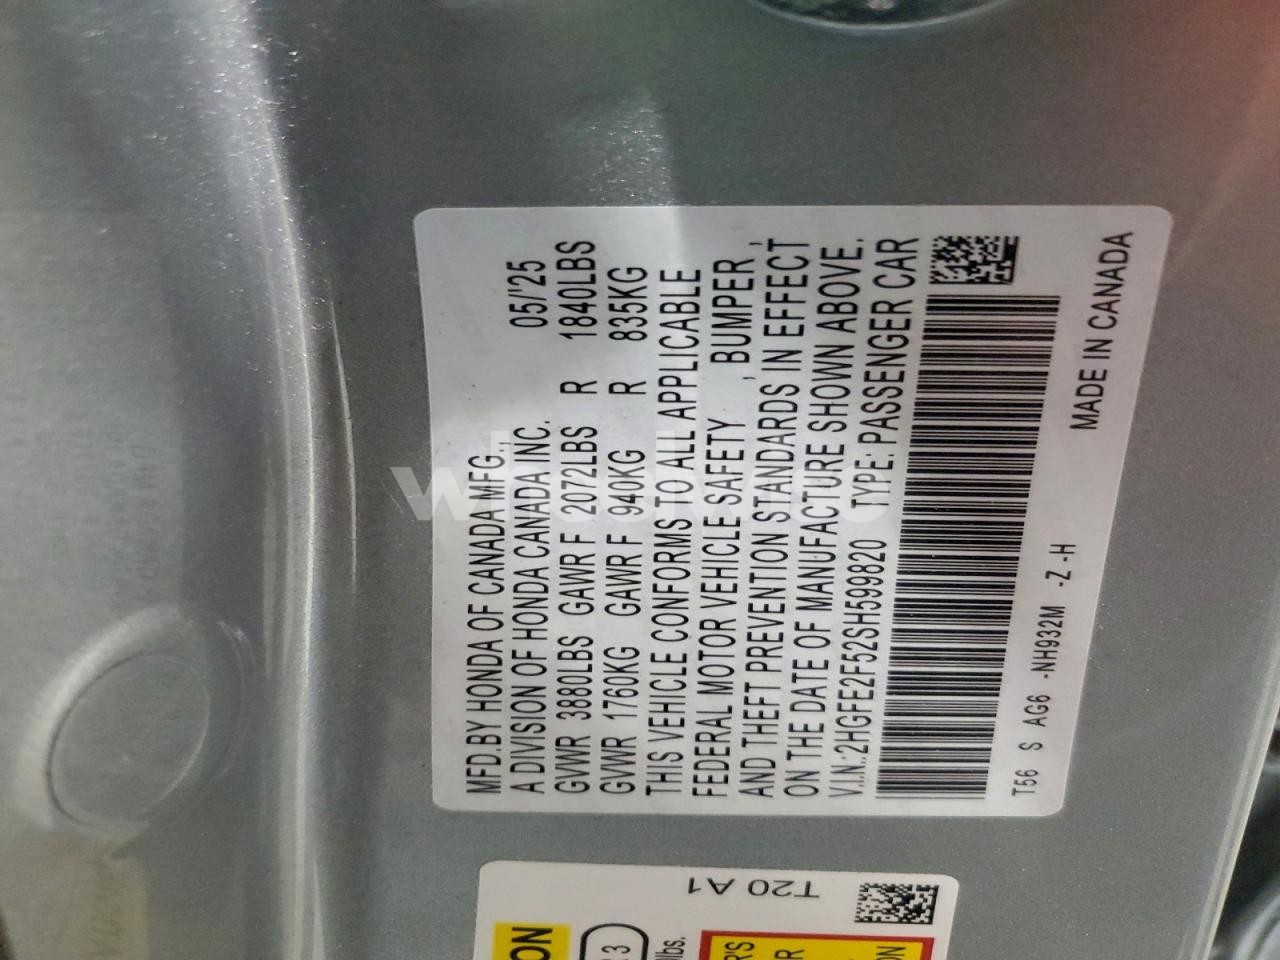 MFD.BY HONDA OF CANADA MFG.,
A DIVISION OF HONDA CANADA INC. 05/'25
GVWR 3880LBS GAWR F 2072LBS R 1840LBS
GVWR 1760KG GAWR F 940KG R 835KG
THIS VEHICLE CONFORMS TO ALL APPLICABLE
FEDERAL MOTOR VEHICLE SAFETY , BUMPER ,
AND THEFT PREVENTION STANDARDS IN EFFECT
ON THE DATE OF MANUFACTURE SHOWN ABOVE.
V.I.N.:2HGFE2F52SH599820 TYPE: PASSENGER CAR
T56 S AG6 -NH932M -Z -H MADE IN CANADA
T20 A1